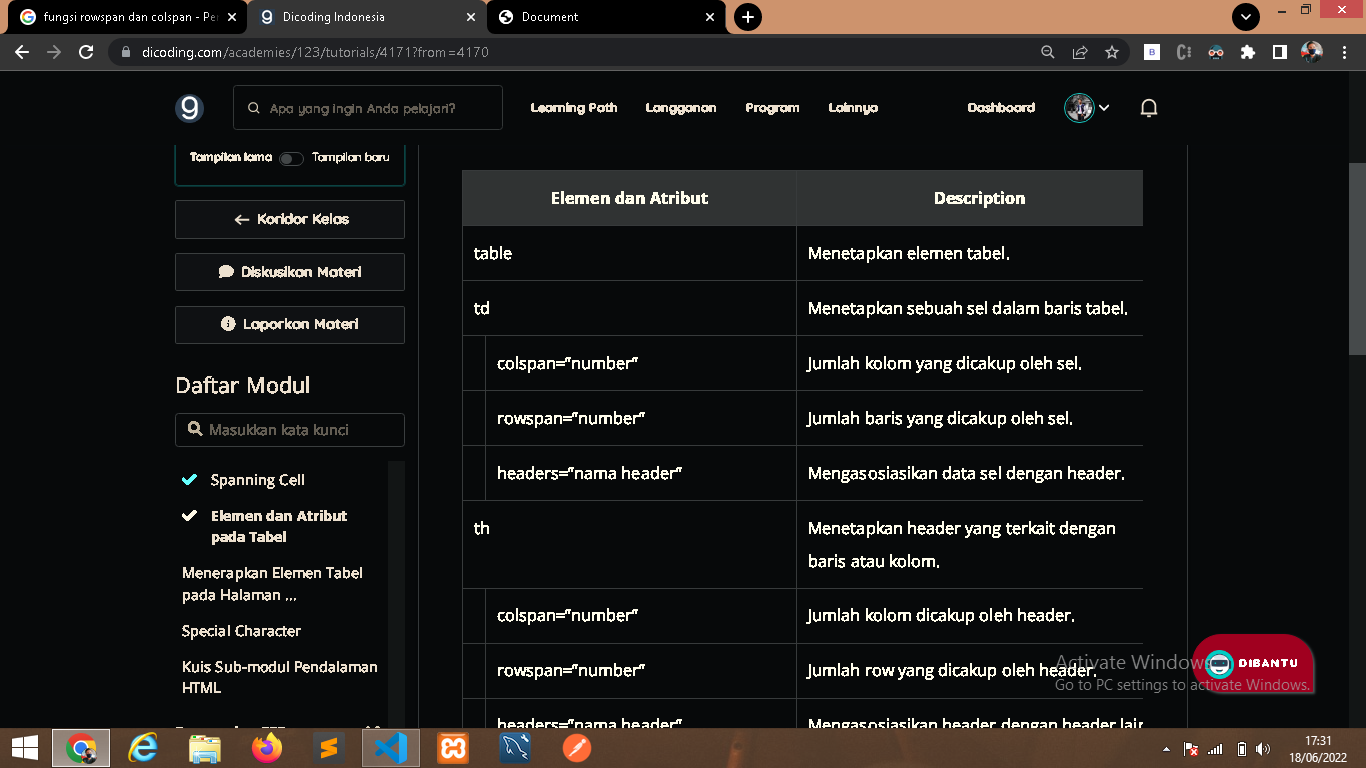 fungsi rowspan dan colspan - Pe
Dicoding Indonesia
Document
dicoding.com/academies/123/tutorials/4171?from=4170
Apa yang ingin Anda pelajari?
Learning Path
Langganan
Program
Lainnya
Dashboard
Tampilan lama
Tampilan baru
Koridor Kelas
Diskusikan Materi
Laporkan Materi
Daftar Modul
Masukkan kata kunci
Spanning Cell
Elemen dan Atribut
pada Tabel
Menerapkan Elemen Tabel
pada Halaman ...
Special Character
Kuis Sub-modul Pendalaman
HTML
Elemen dan Atribut
Description
table
Menetapkan elemen tabel.
td
Menetapkan sebuah sel dalam baris tabel.
colspan="number"
Jumlah kolom yang dicakup oleh sel.
rowspan="number"
Jumlah baris yang dicakup oleh sel.
headers="nama header"
Mengasosiasikan data sel dengan header.
th
Menetapkan header yang terkait dengan
baris atau kolom.
colspan="number"
Jumlah kolom dicakup oleh header.
rowspan="number"
Jumlah row yang dicakup oleh header.
headers="nama header"
Mengasosiasikan header dengan header lain
Activate Windows
Go to PC settings to activate Windows.
DIBANTU
17:31
18/06/2022